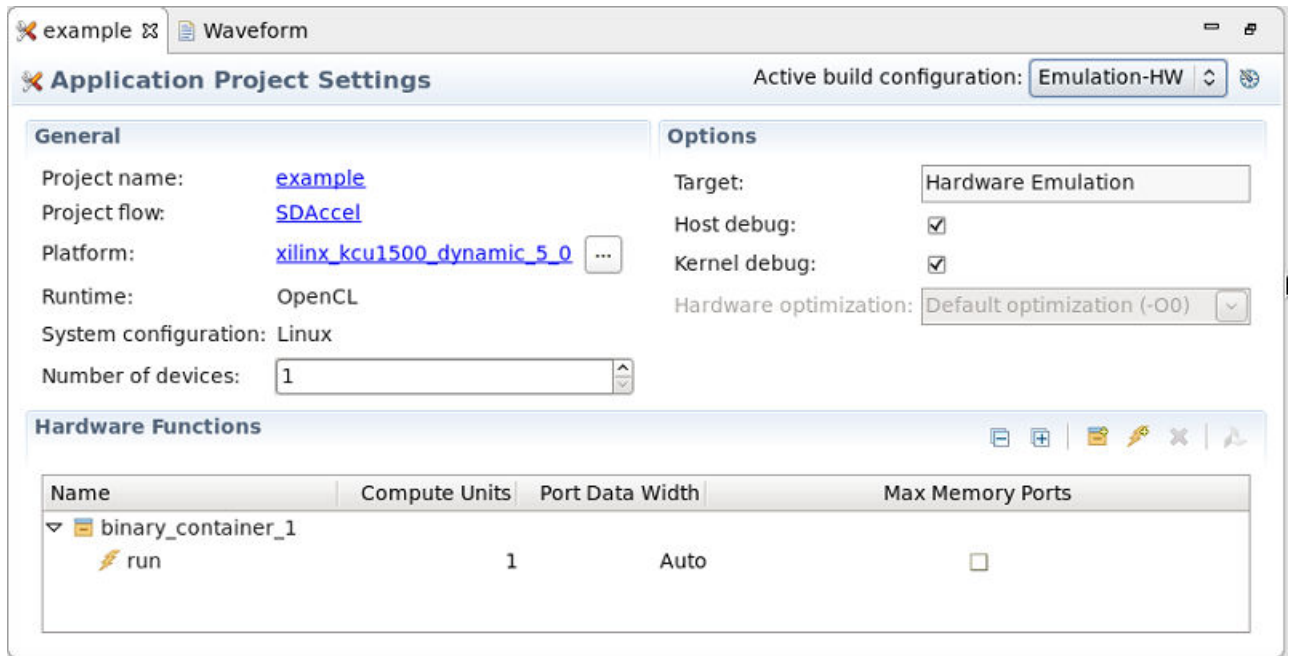 example Waveform
Application Project Settings Active build configuration: Emulation-HW
General
Project name: example
Project flow: SDAccel
Platform: xilinx_kcu1500_dynamic_5_0 ...
Runtime: OpenCL
System configuration: Linux
Number of devices: 1
Options
Target: Hardware Emulation
Host debug:
Kernel debug:
Hardware optimization: Default optimization (-O0)
Hardware Functions
Name Compute Units Port Data Width Max Memory Ports
binary_container_1
run 1 Auto